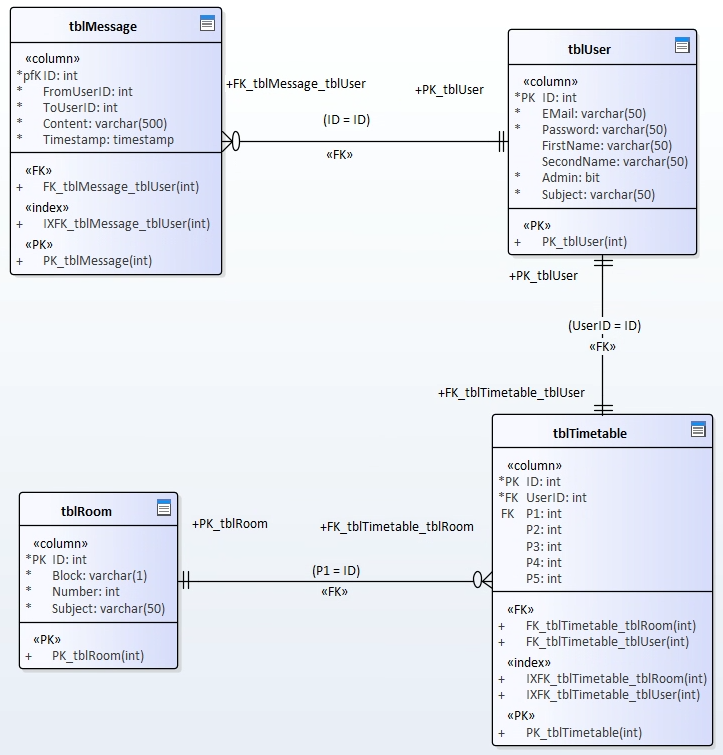 tblMessage
«column»
*pfK ID: int
* FromUserID: int
* ToUserID: int
* Content: varchar(500)
* Timestamp: timestamp
«FK»
+ FK_tblMessage_tblUser(int)
«index»
+ IXFK_tblMessage_tblUser(int)
«PK»
+ PK_tblMessage(int)
+FK_tblMessage_tblUser
+PK_tblUser
(ID = ID)
«FK»
tblUser
«column»
*PK ID: int
* EMail: varchar(50)
* Password: varchar(50)
FirstName: varchar(50)
SecondName: varchar(50)
* Admin: bit
* Subject: varchar(50)
«PK»
+ PK_tblUser(int)
+PK_tblUser
(UserID = ID)
«FK»
+FK_tblTimetable_tblUser
tblTimetable
«column»
*PK ID: int
*FK UserID: int
FK P1: int
P2: int
P3: int
P4: int
P5: int
«FK»
+ FK_tblTimetable_tblRoom(int)
+ FK_tblTimetable_tblUser(int)
«index»
+ IXFK_tblTimetable_tblRoom(int)
+ IXFK_tblTimetable_tblUser(int)
«PK»
+ PK_tblTimetable(int)
tblRoom
«column»
*PK ID: int
* Block: varchar(1)
* Number: int
* Subject: varchar(50)
«PK»
+ PK_tblRoom(int)
+PK_tblRoom
+FK_tblTimetable_tblRoom
(P1 = ID)
«FK»